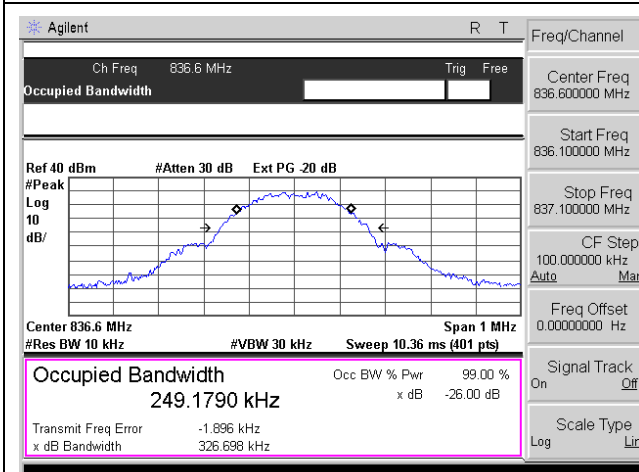 Agilent R T
Ch Freq 836.6 MHz Trig Free
Occupied Bandwidth
Ref 40 dBm #Atten 30 dB Ext PG -20 dB
#Peak
Log
10
dB/
Center 836.6 MHz Span 1 MHz
#Res BW 10 kHz #VBW 30 kHz Sweep 10.36 ms (401 pts)
Occupied Bandwidth Occ BW % Pwr 99.00 %
249.1790 kHz x dB -26.00 dB
Transmit Freq Error -1.896 kHz
x dB Bandwidth 326.698 kHz
Freq/Channel
Center Freq
836.600000 MHz
Start Freq
836.100000 MHz
Stop Freq
837.100000 MHz
CF Step
100.000000 kHz
Auto Man
Freq Offset
0.00000000 Hz
Signal Track
On Off
Scale Type
Log Lin